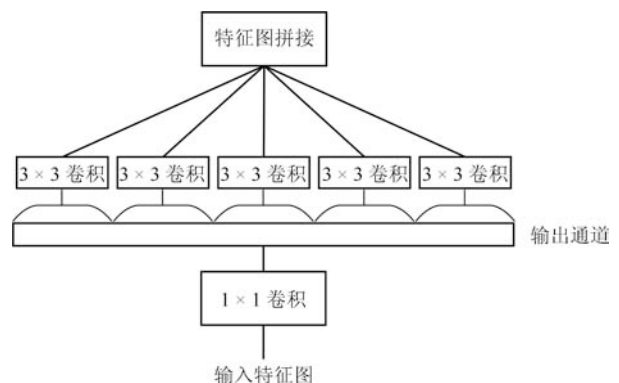 特征图拼接
3 × 3 卷积 3 × 3 卷积 3 × 3 卷积 3 × 3 卷积 3 × 3 卷积
输出通道
1 × 1 卷积
输入特征图